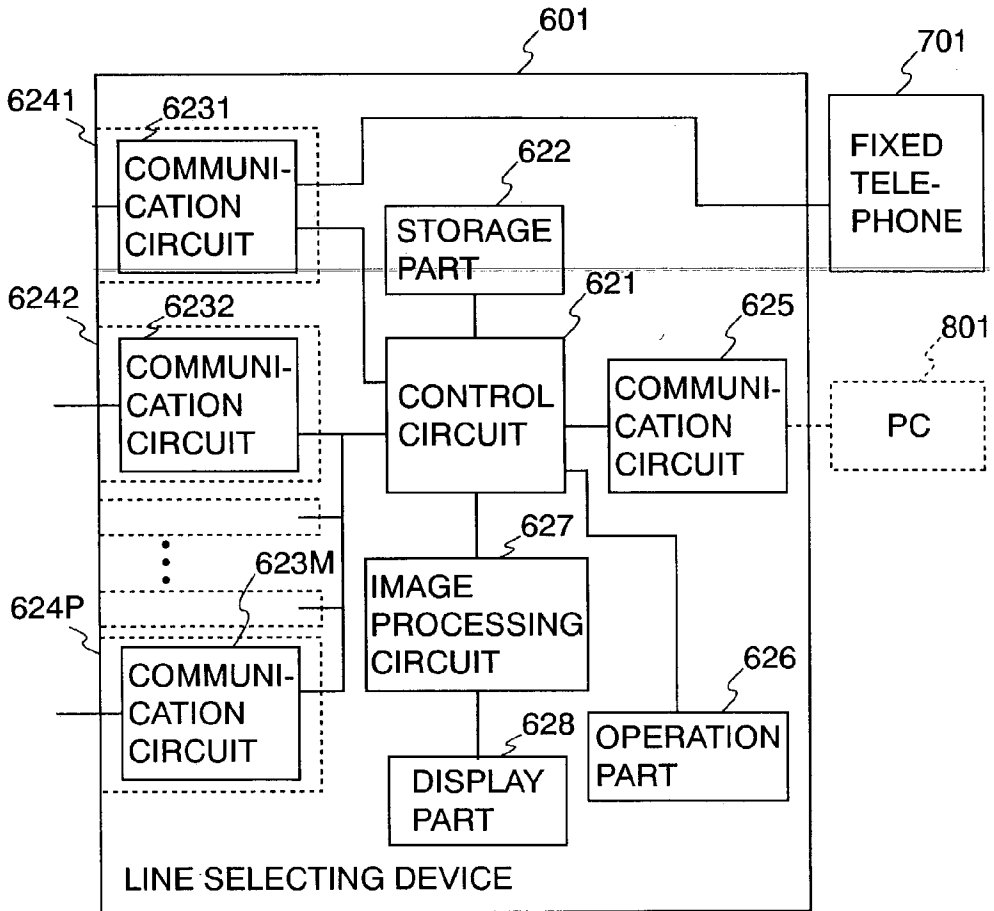 601
701
6241
6231
COMMUNI-
CATION
CIRCUIT
622
STORAGE
PART
FIXED
TELE-
PHONE
6242
6232
COMMUNI-
CATION
CIRCUIT
621
CONTROL
CIRCUIT
625
COMMUNI-
CATION
CIRCUIT
801
PC
627
IMAGE
PROCESSING
CIRCUIT
623M
624P
COMMUNI-
CATION
CIRCUIT
626
OPERATION
PART
628
DISPLAY
PART
LINE SELECTING DEVICE